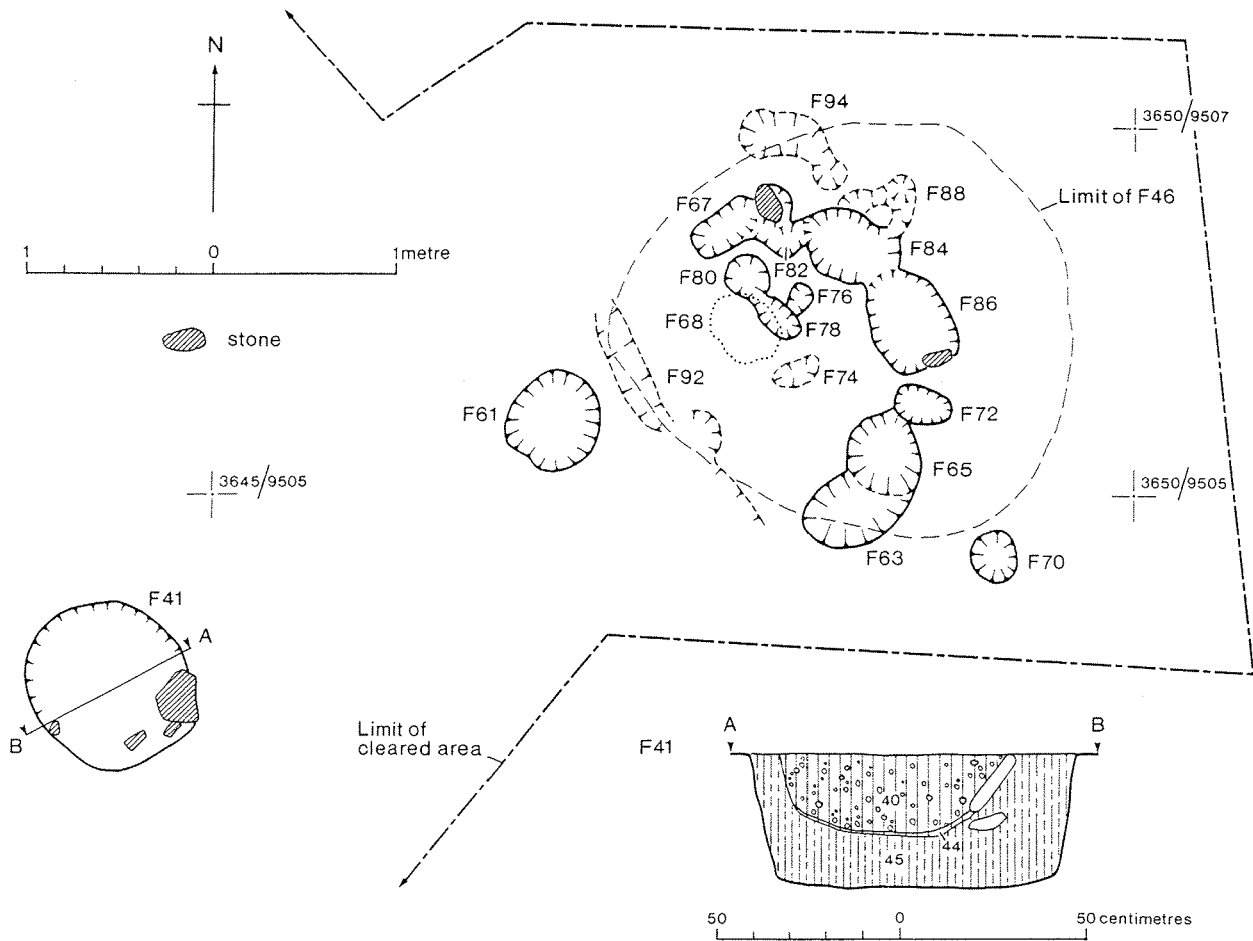 N
F94
3650/9507
F88
Limit of F46
F67
F84
1 0 1 metre
F82
F80
F76
F86
F68
F78
stone
F74
F92
F61
F72
F65
3645/9505
3650/9505
F63
F70
F41
A
B
Limit of
cleared area
F41
A
B
40
44
45
50 0 50 centimetres